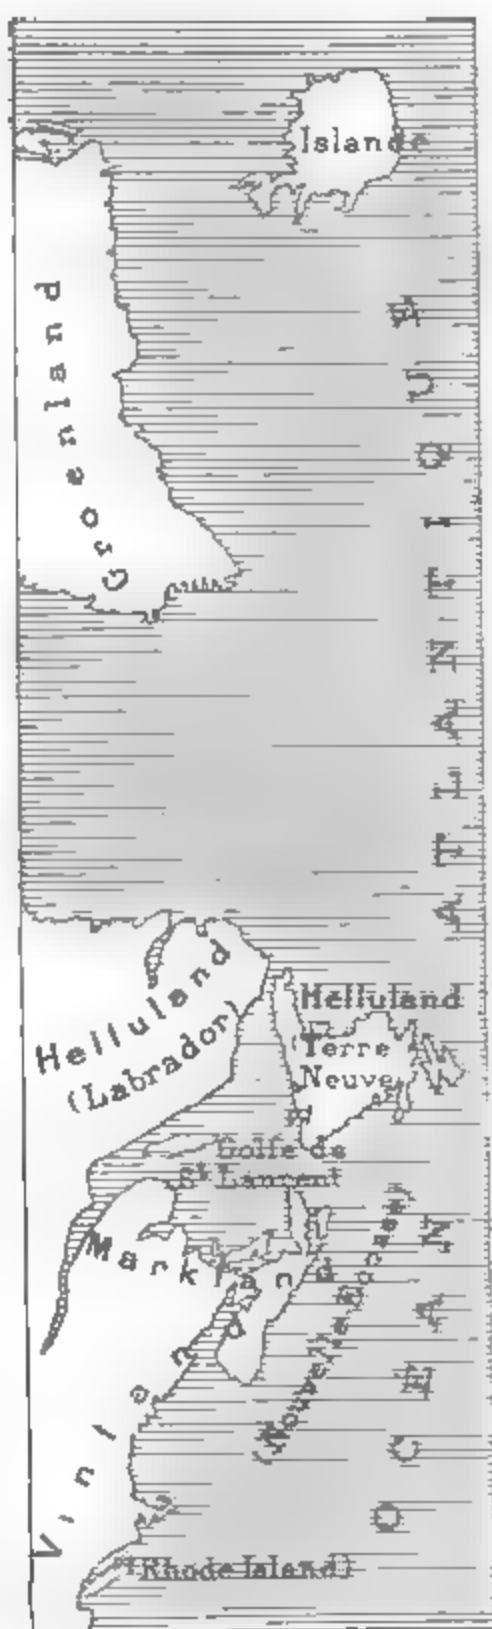 Islande
Groenland
OCEAN ATLANTIQUE
Helluland
(Labrador)
Helluland
(Terre
Neuve)
Golfe de
St Laurent
Markland
(Nouvelle Ecosse)
Vinland
(Rhode Island)